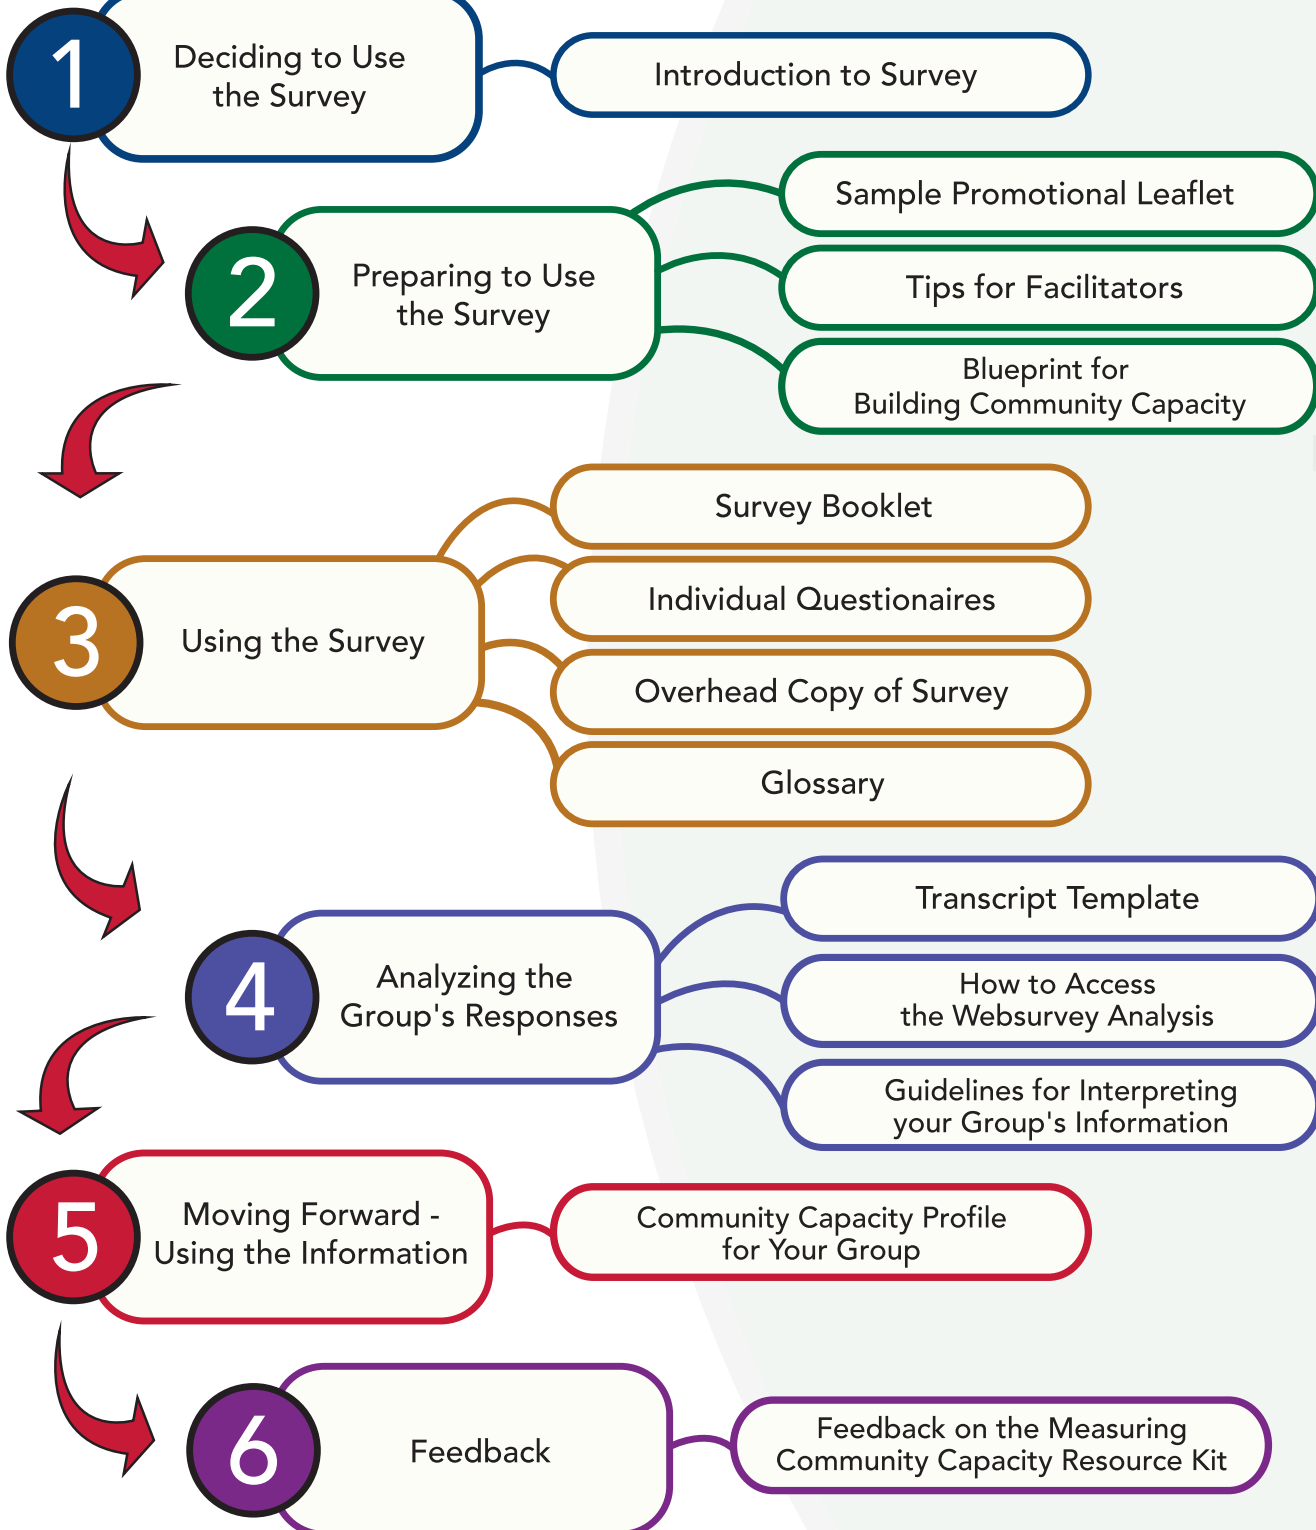 1
Deciding to Use
the Survey
Introduction to Survey
2
Preparing to Use
the Survey
Sample Promotional Leaflet
Tips for Facilitators
Blueprint for
Building Community Capacity
3
Using the Survey
Survey Booklet
Individual Questionaires
Overhead Copy of Survey
Glossary
4
Analyzing the
Group's Responses
Transcript Template
How to Access
the Websurvey Analysis
Guidelines for Interpreting
your Group's Information
5
Moving Forward -
Using the Information
Community Capacity Profile
for Your Group
6
Feedback
Feedback on the Measuring
Community Capacity Resource Kit